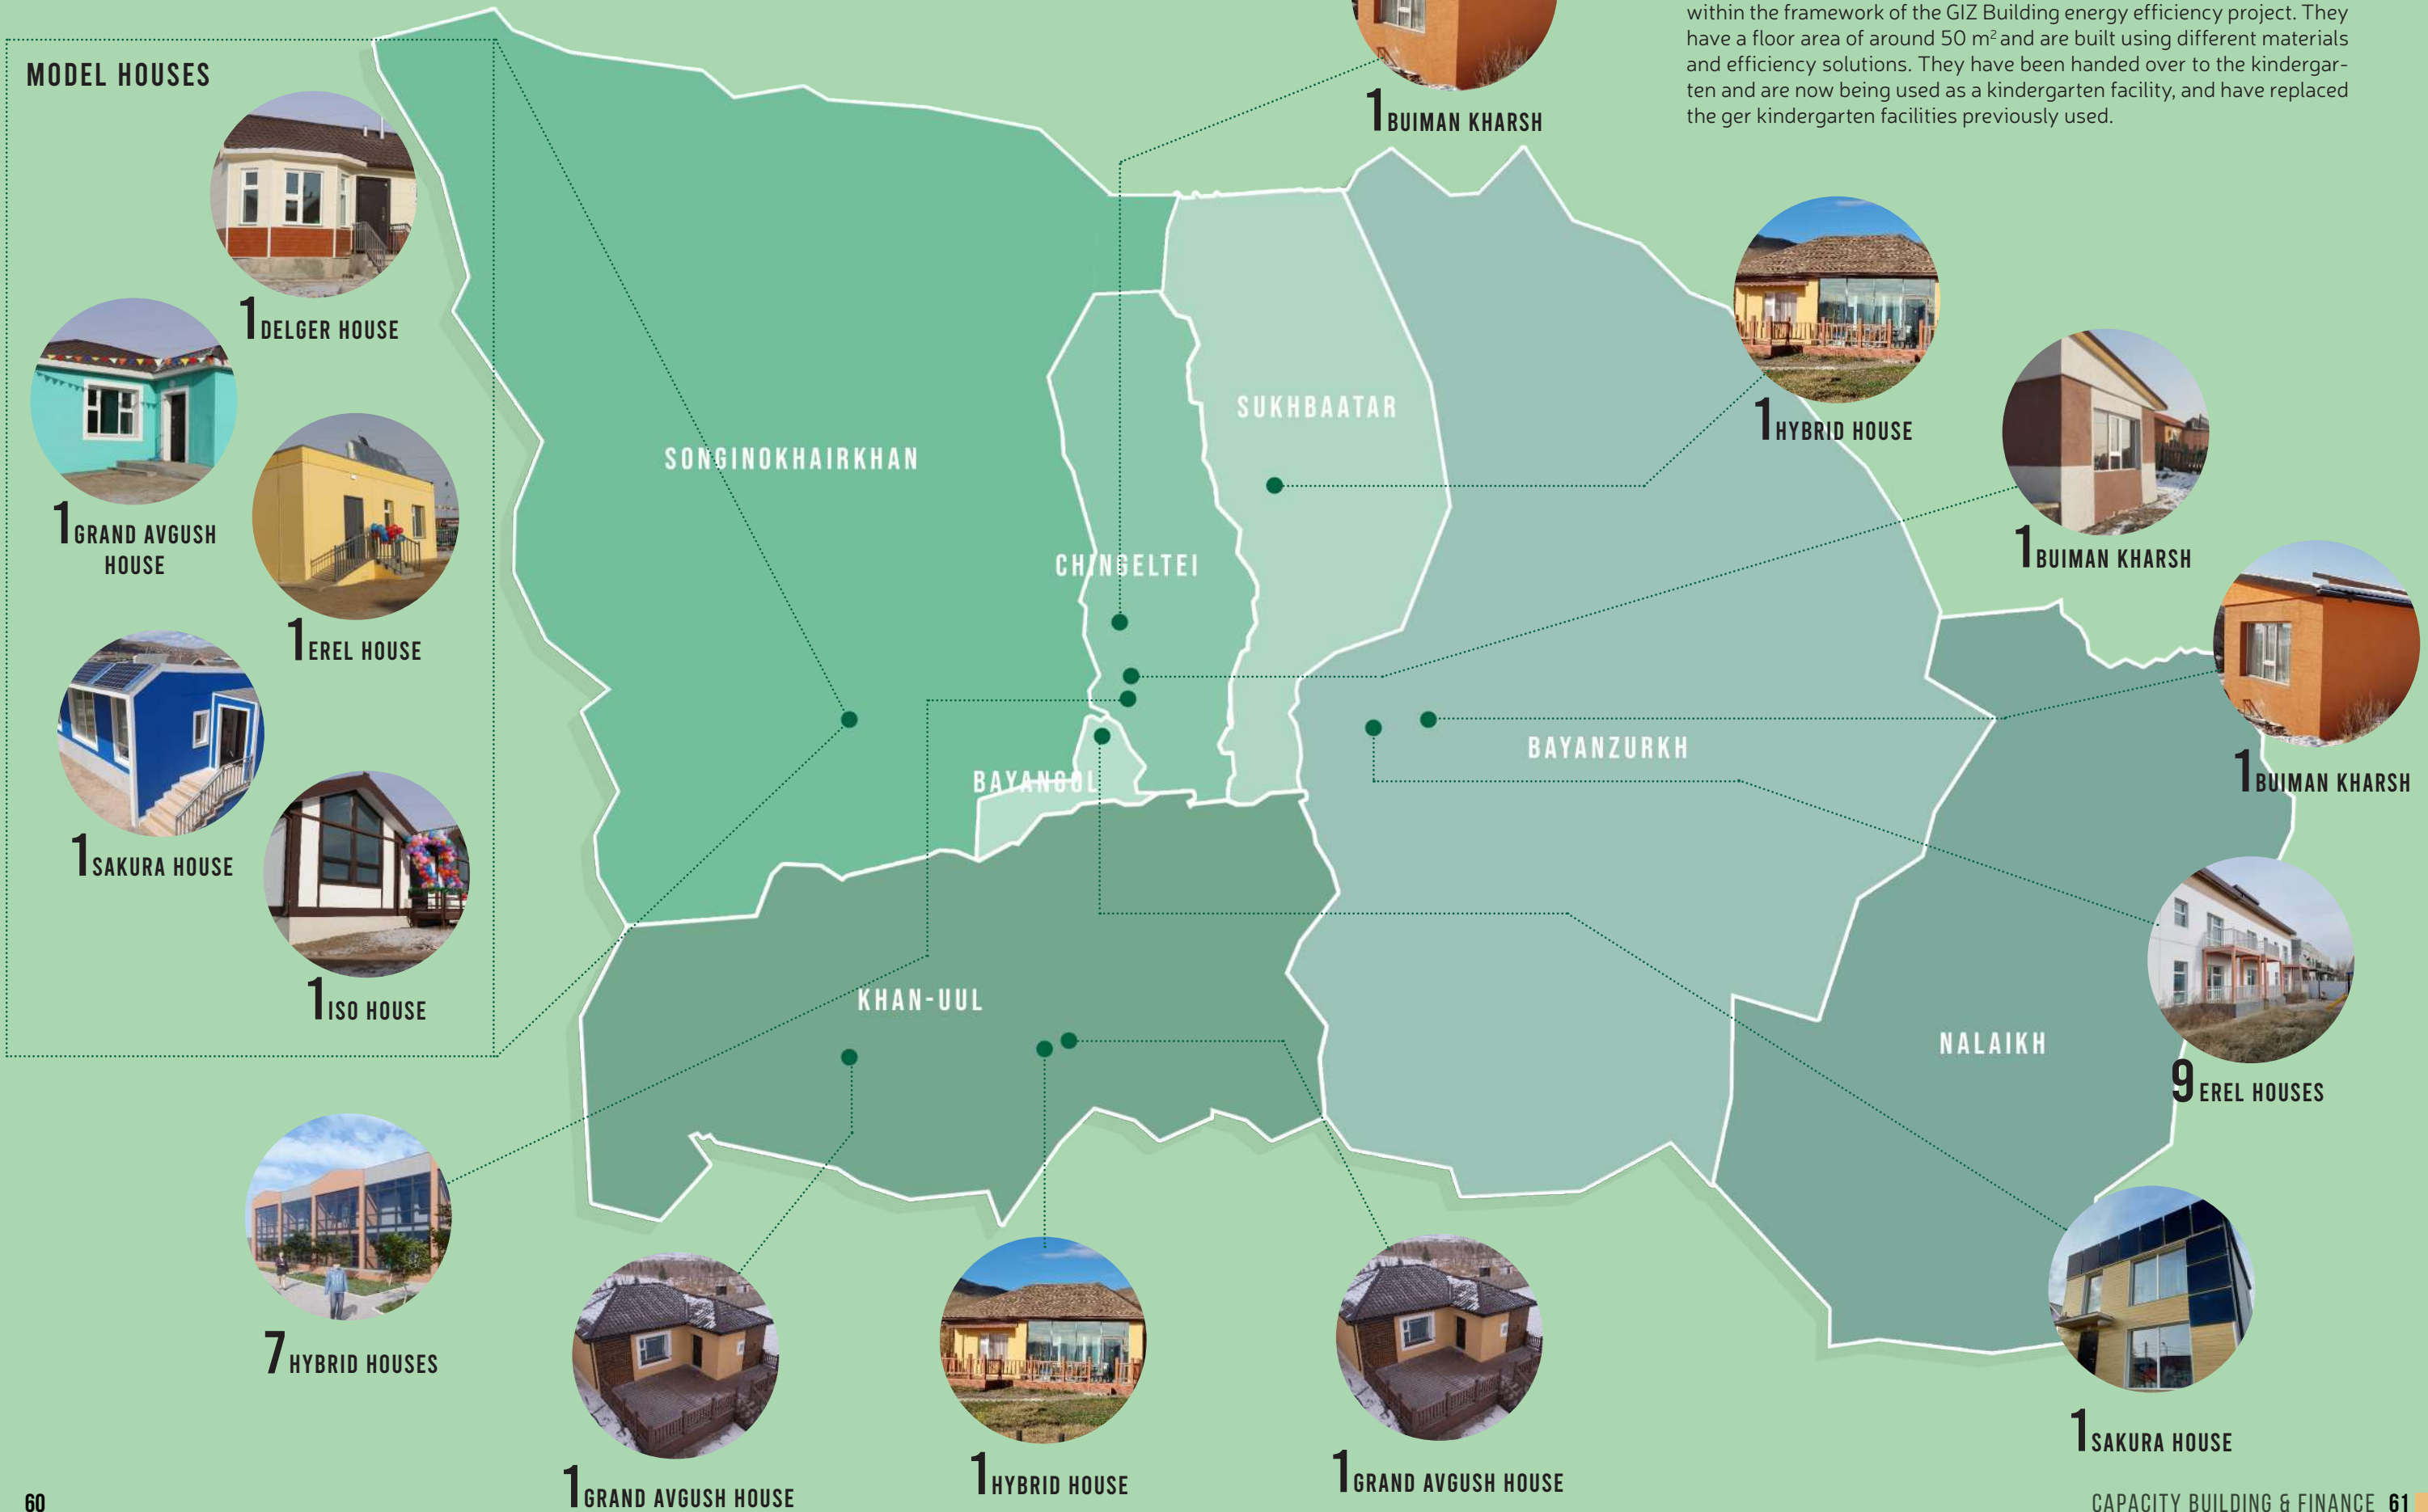 within the framework of the GIZ Building energy efficiency project. They
have a floor area of around 50 m² and are built using different materials
and efficiency solutions. They have been handed over to the kindergar-
ten and are now being used as a kindergarten facility, and have replaced
the ger kindergarten facilities previously used.
MODEL HOUSES
1 BUIMAN KHARSH
1 DELGER HOUSE
1 GRAND AVGUSH
HOUSE
1 EREL HOUSE
1 SAKURA HOUSE
1 ISO HOUSE
SONGINOKHAIRKHAN
SUKHBAATAR
CHINGELTEI
BAYANGOL
BAYANZURKH
KHAN-UUL
NALAIKH
1 HYBRID HOUSE
1 BUIMAN KHARSH
1 BUIMAN KHARSH
9 EREL HOUSES
7 HYBRID HOUSES
1 GRAND AVGUSH HOUSE
1 HYBRID HOUSE
1 GRAND AVGUSH HOUSE
1 SAKURA HOUSE
60
CAPACITY BUILDING & FINANCE 61